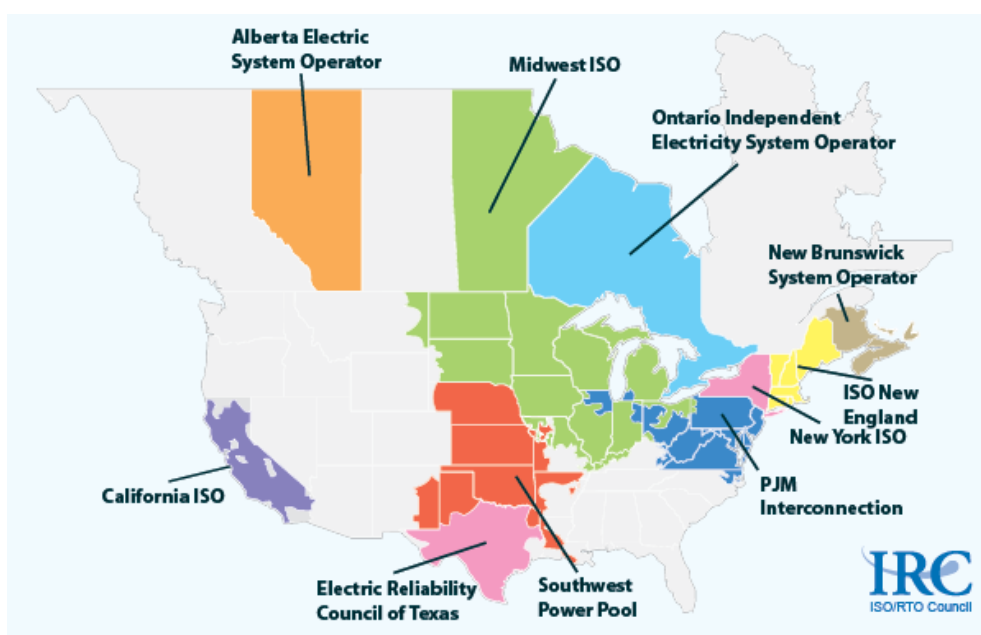 Alberta Electric
System Operator
Midwest ISO
Ontario Independent
Electricity System Operator
New Brunswick
System Operator
ISO New
England
New York ISO
PJM
Interconnection
California ISO
Electric Reliability
Council of Texas
Southwest
Power Pool
IRC
ISO/RTO Council